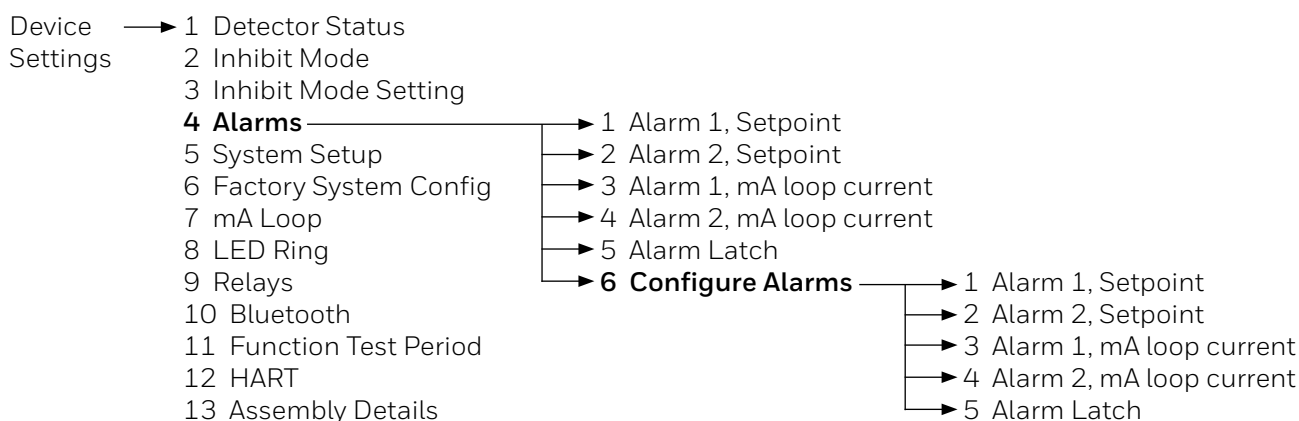 Device
Settings
1 Detector Status
2 Inhibit Mode
3 Inhibit Mode Setting
4 Alarms
5 System Setup
6 Factory System Config
7 mA Loop
8 LED Ring
9 Relays
10 Bluetooth
11 Function Test Period
12 HART
13 Assembly Details
1 Alarm 1, Setpoint
2 Alarm 2, Setpoint
3 Alarm 1, mA loop current
4 Alarm 2, mA loop current
5 Alarm Latch
6 Configure Alarms
1 Alarm 1, Setpoint
2 Alarm 2, Setpoint
3 Alarm 1, mA loop current
4 Alarm 2, mA loop current
5 Alarm Latch